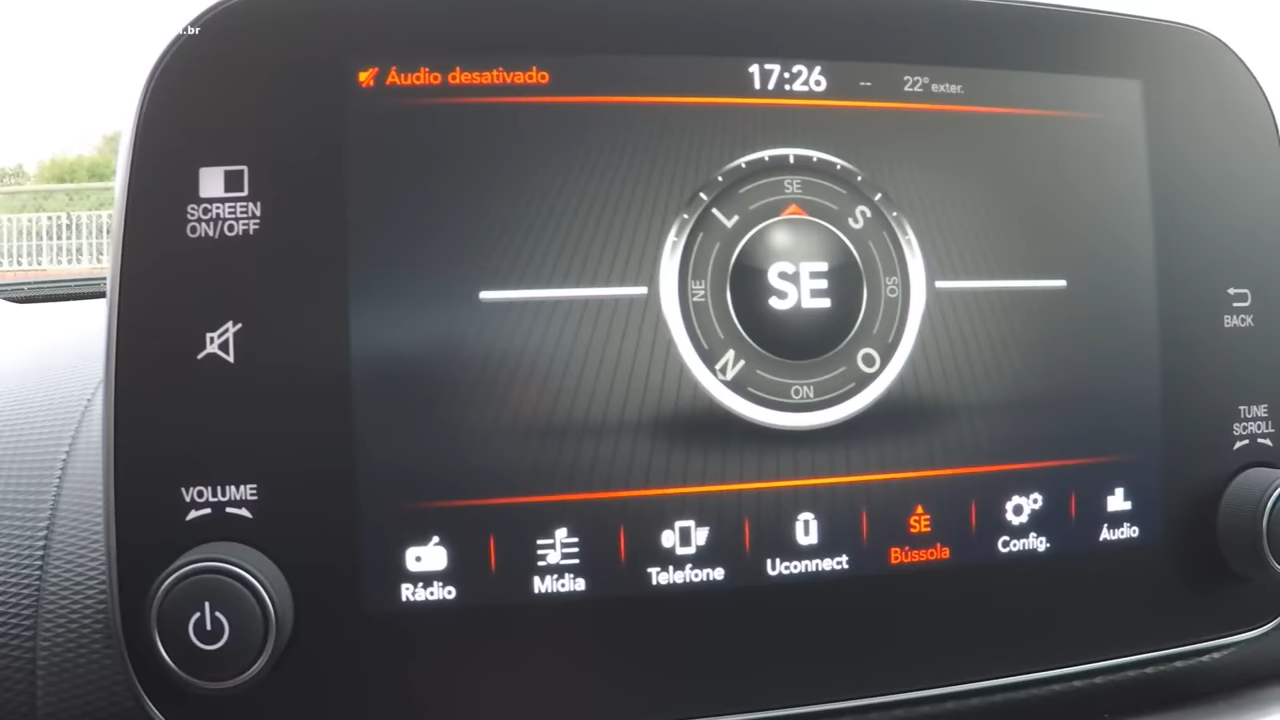 .br
Áudio desativado
17:26
--
22° exter.
SCREEN
ON/OFF
SE
L
S
SE
NE
SO
N
O
ON
BACK
TUNE
SCROLL
VOLUME
SE
Rádio
Mídia
Telefone
Uconnect
Bússola
Config.
Áudio